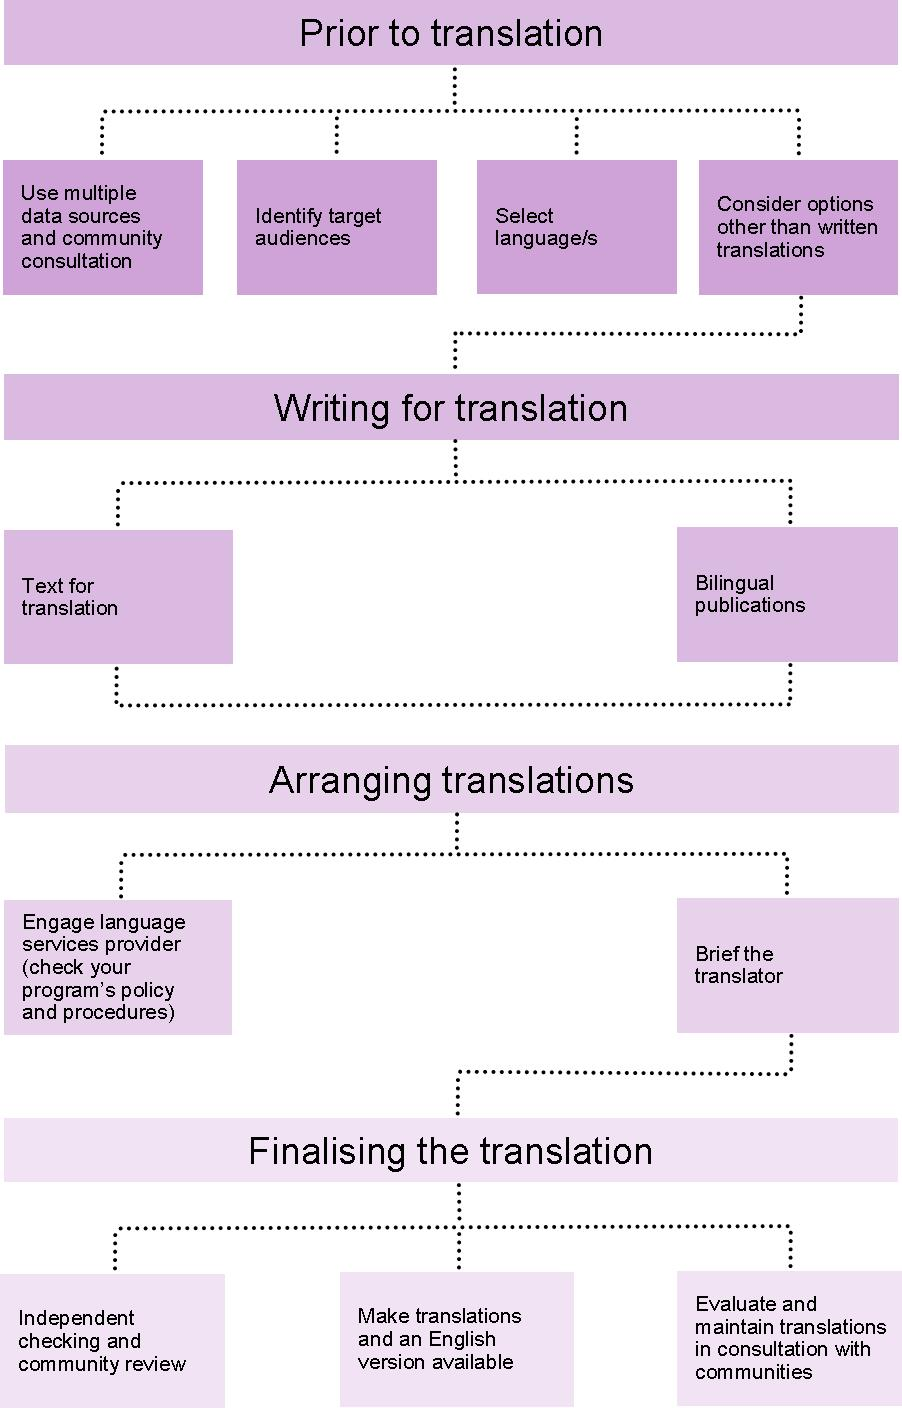 Prior to translation
Use multiple
data sources
and community
consultation
Identify target
audiences
Select
language/s
Consider options
other than written
translations
Writing for translation
Text for
translation
Bilingual
publications
Arranging translations
Engage language
services provider
(check your
program’s policy
and procedures)
Brief the
translator
Finalising the translation
Independent
checking and
community review
Make translations
and an English
version available
Evaluate and
maintain translations
in consultation with
communities